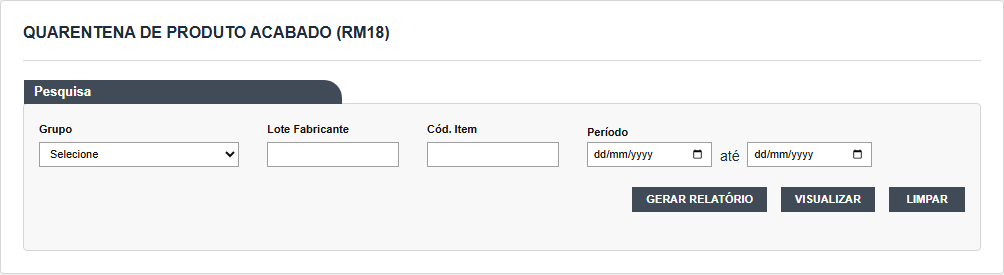 QUARENTENA DE PRODUTO ACABADO (RM18)
Pesquisa
Grupo Lote Fabricante Cód. Item Período
Selecione dd/mm/yyyy até dd/mm/yyyy
GERAR RELATÓRIO VISUALIZAR LIMPAR